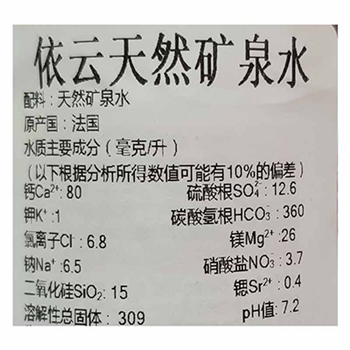 依云天然矿泉水
配料：天然矿泉水
原产国：法国
水质主要成分（毫克/升）
（以下根据分析所得数值可能有10%的偏差）
钙Ca²⁺: 80 硫酸根SO₄²⁻: 12.6
钾K⁺: 1 碳酸氢根HCO₃⁻: 360
氯离子Cl⁻: 6.8 镁Mg²⁺: 26
钠Na⁺: 6.5 硝酸盐NO₃⁻: 3.7
二氧化硅SiO₂: 15 锶Sr²⁺: 0.4
溶解性总固体: 309 pH值: 7.2